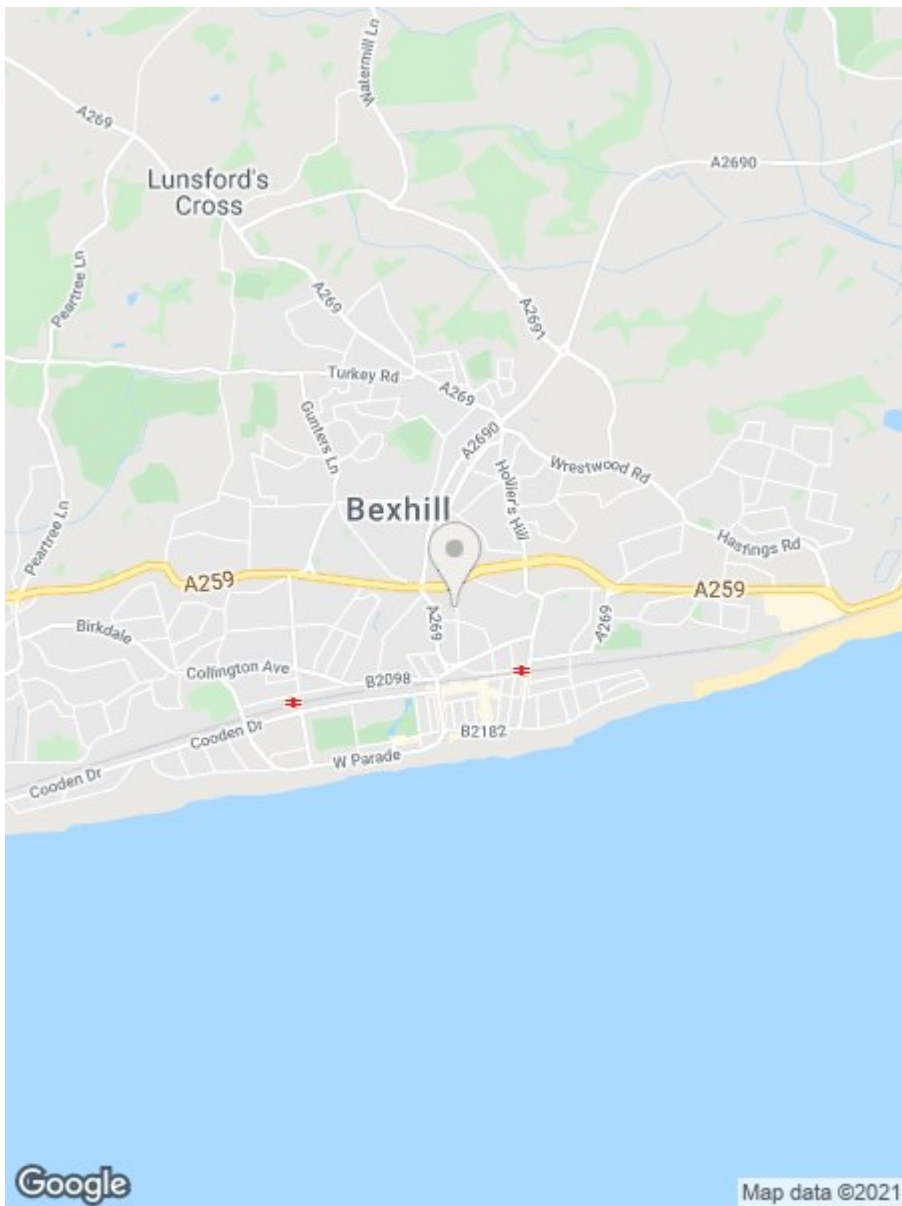 Watermill Ln
A269
A2690
Lunsford's
Cross
Peartree Ln
A269
A2691
Turkey Rd
A269
Gunters Ln
A2690
Wrestwood Rd
Hollier's Hill
Bexhill
Peartree Ln
Hastings Rd
A259
A259
Birkdale
A269
A269
Collington Ave
B2098
Cooden Dr
B2182
W Parade
Cooden Dr
Google
Map data ©2021